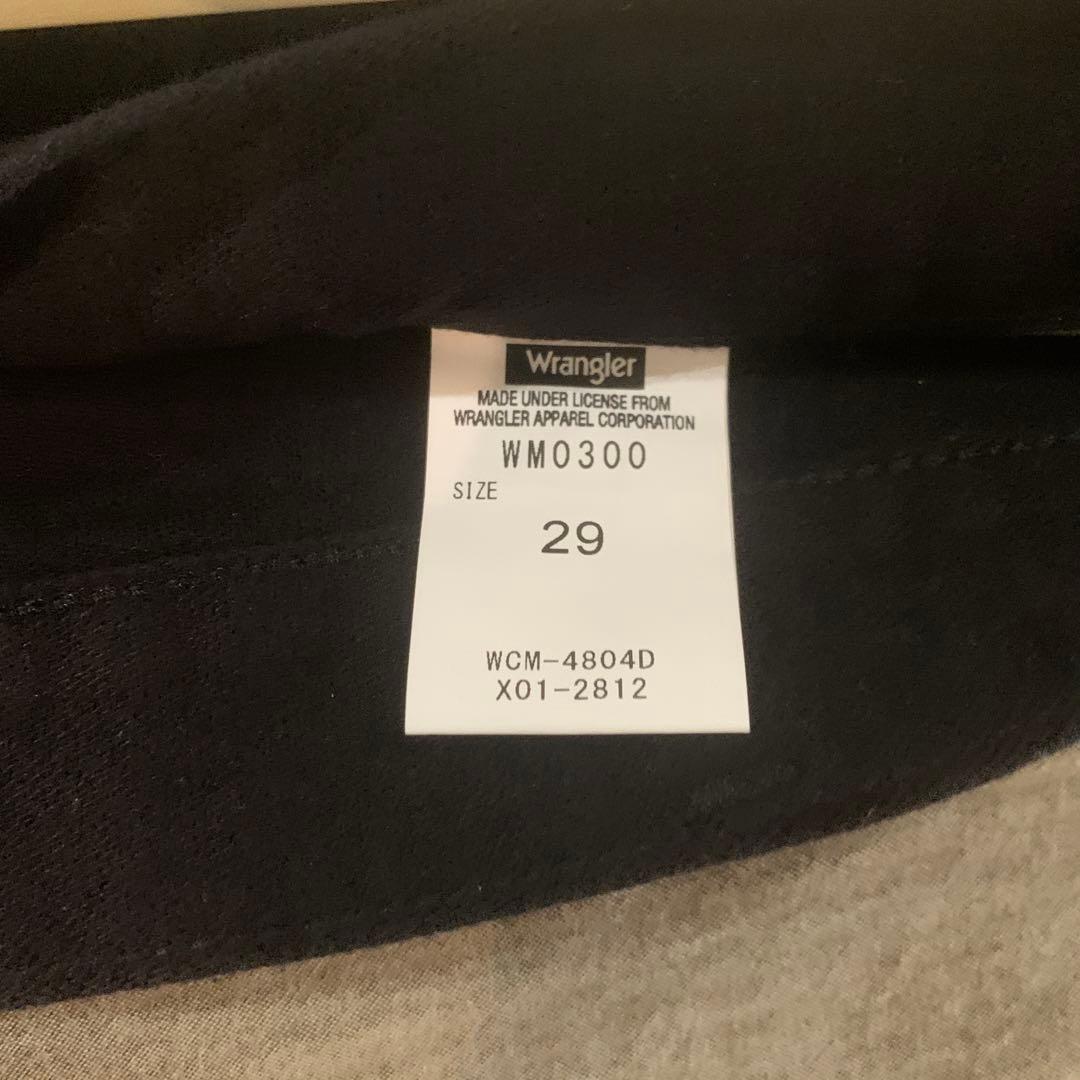 Wrangler
MADE UNDER LICENSE FROM
WRANGLER APPAREL CORPORATION
WM0300
SIZE
29
WCM-4804D
X01-2812